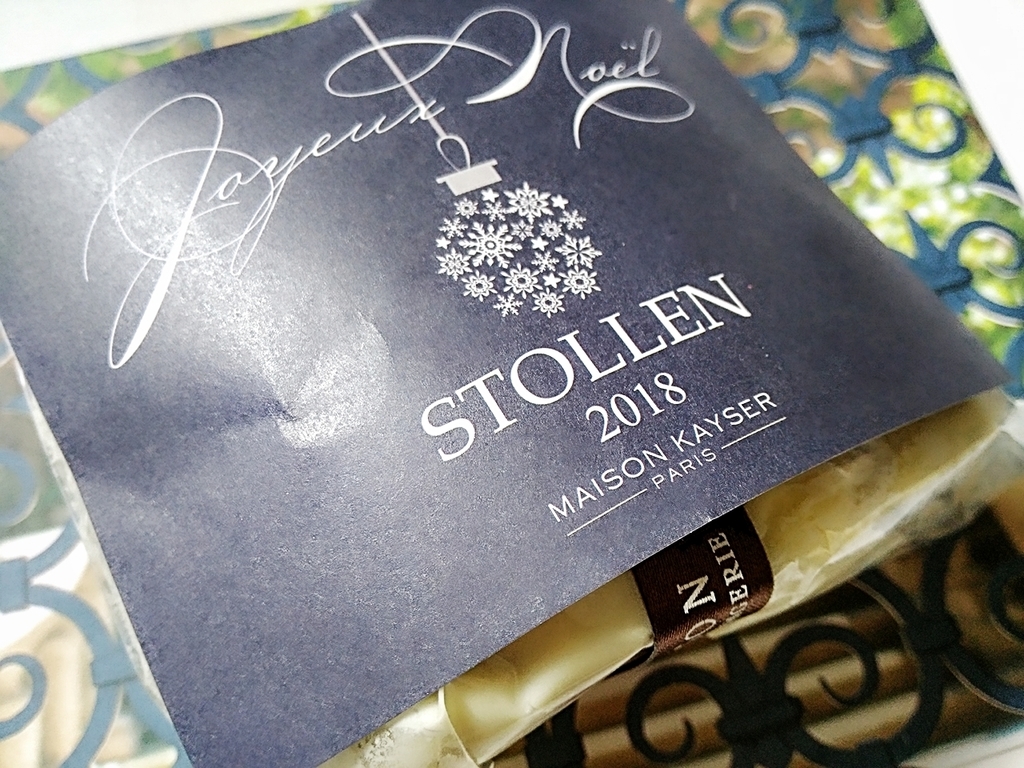 Joyeux Noël
STOLLEN
2018
MAISON KAYSER
PARIS